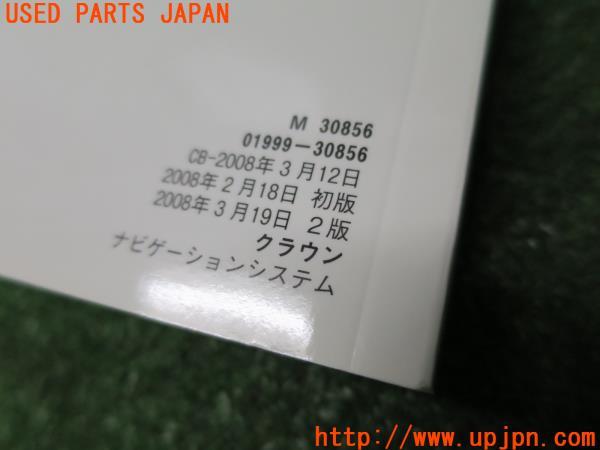 USED PARTS JAPAN
M 30856
01999-30856
CB-2008年3月12日
2008年2月18日 初版
2008年3月19日 2版
クラウン
ナビゲーションシステム
http://www.upjpn.com